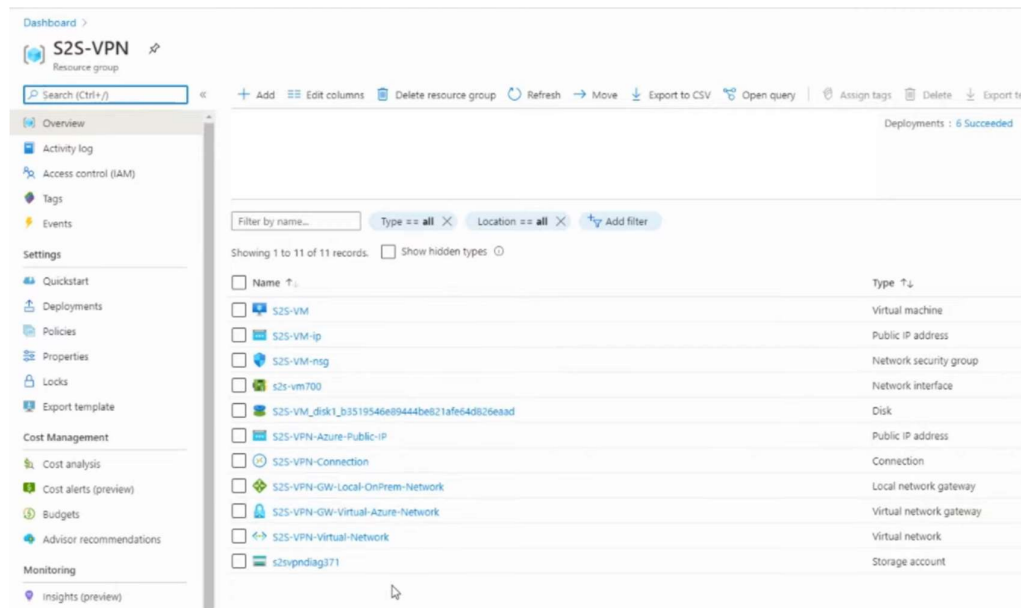 Dashboard >
S2S-VPN
Resource group
Search (Ctrl+/)
«
Add
Edit columns
Delete resource group
Refresh
Move
Export to CSV
Open query
Assign tags
Delete
Export te
Overview
Activity log
Access control (IAM)
Tags
Events
Settings
Quickstart
Deployments
Policies
Properties
Locks
Export template
Cost Management
Cost analysis
Cost alerts (preview)
Budgets
Advisor recommendations
Monitoring
Insights (preview)
Deployments : 6 Succeeded
Filter by name...
Type == all
Location == all
Add filter
Showing 1 to 11 of 11 records.
Show hidden types
Name ↑↓
Type ↑↓
S2S-VM
Virtual machine
S2S-VM-ip
Public IP address
S2S-VM-nsg
Network security group
s2s-vm700
Network interface
S2S-VM_disk1_b3519546e89444be821afe64d826eaad
Disk
S2S-VPN-Azure-Public-IP
Public IP address
S2S-VPN-Connection
Connection
S2S-VPN-GW-Local-OnPrem-Network
Local network gateway
S2S-VPN-GW-Virtual-Azure-Network
Virtual network gateway
S2S-VPN-Virtual-Network
Virtual network
s2svpndiag371
Storage account